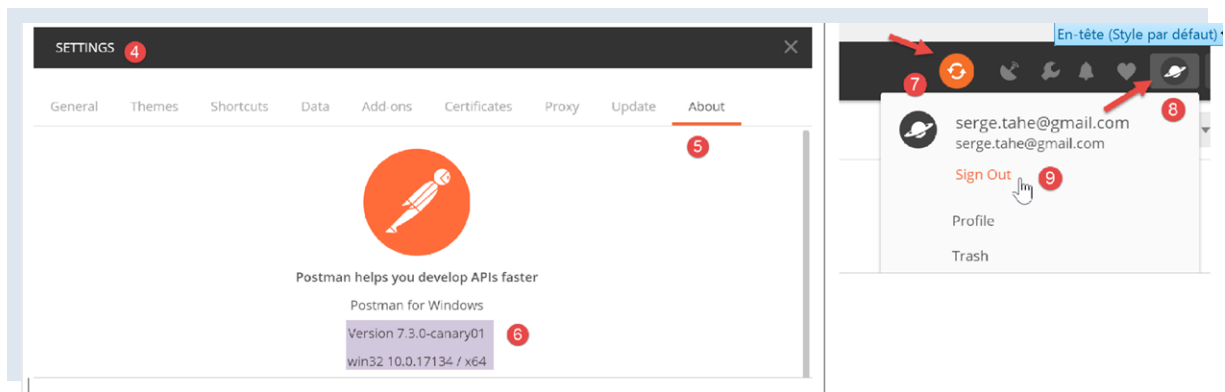 SETTINGS 4
General Themes Shortcuts Data Add-ons Certificates Proxy Update About
5
Postman helps you develop APIs faster
Postman for Windows
Version 7.3.0-canary01
6
win32 10.0.17134 / x64
En-tête (Style par défaut)
7
8
serge.tahe@gmail.com
serge.tahe@gmail.com
Sign Out 9
Profile
Trash